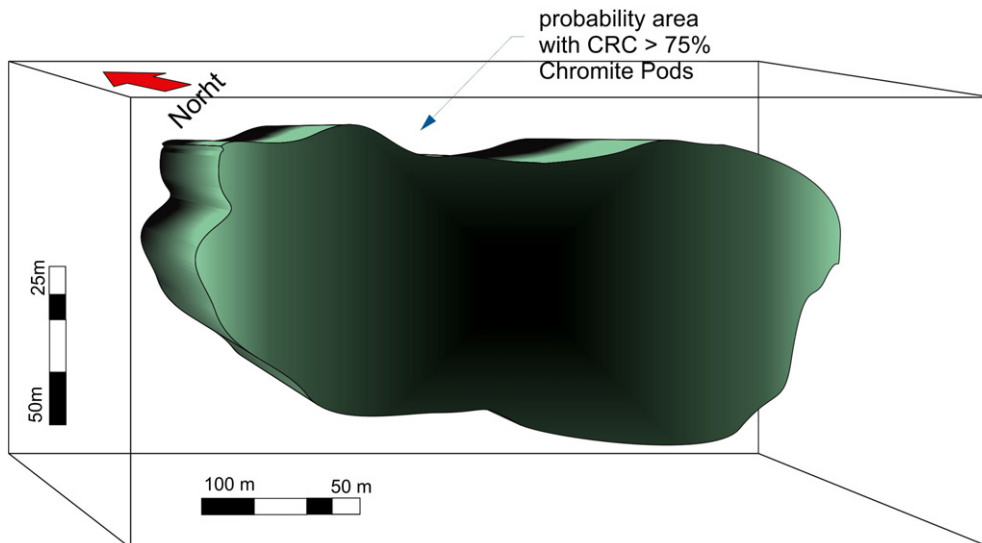 probability area
with CRC > 75%
Chromite Pods
Norht
25m
50m
100 m
50 m